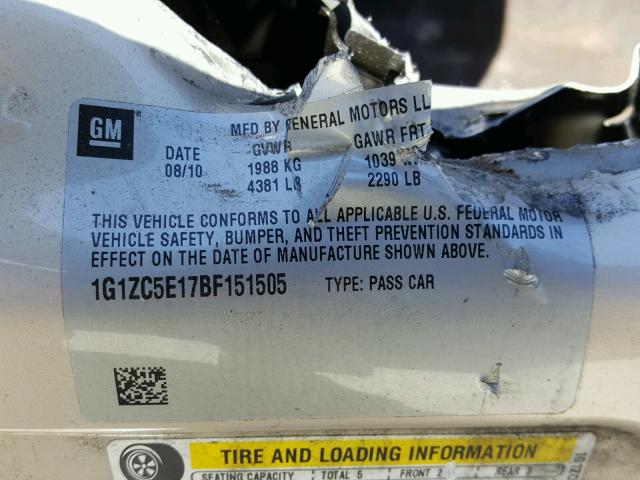 GM
MFD BY GENERAL MOTORS LL
DATE GVWR GAWR FRT
08/10 1988 KG 1039
4381 LB 2290 LB
THIS VEHICLE CONFORMS TO ALL APPLICABLE U.S. FEDERAL MOTOR
VEHICLE SAFETY, BUMPER, AND THEFT PREVENTION STANDARDS IN
EFFECT ON THE DATE OF MANUFACTURE SHOWN ABOVE.
1G1ZC5E17BF151505 TYPE: PASS CAR
TIRE AND LOADING INFORMATION
SEATING CAPACITY TOTAL 5 FRONT 2 REAR 3